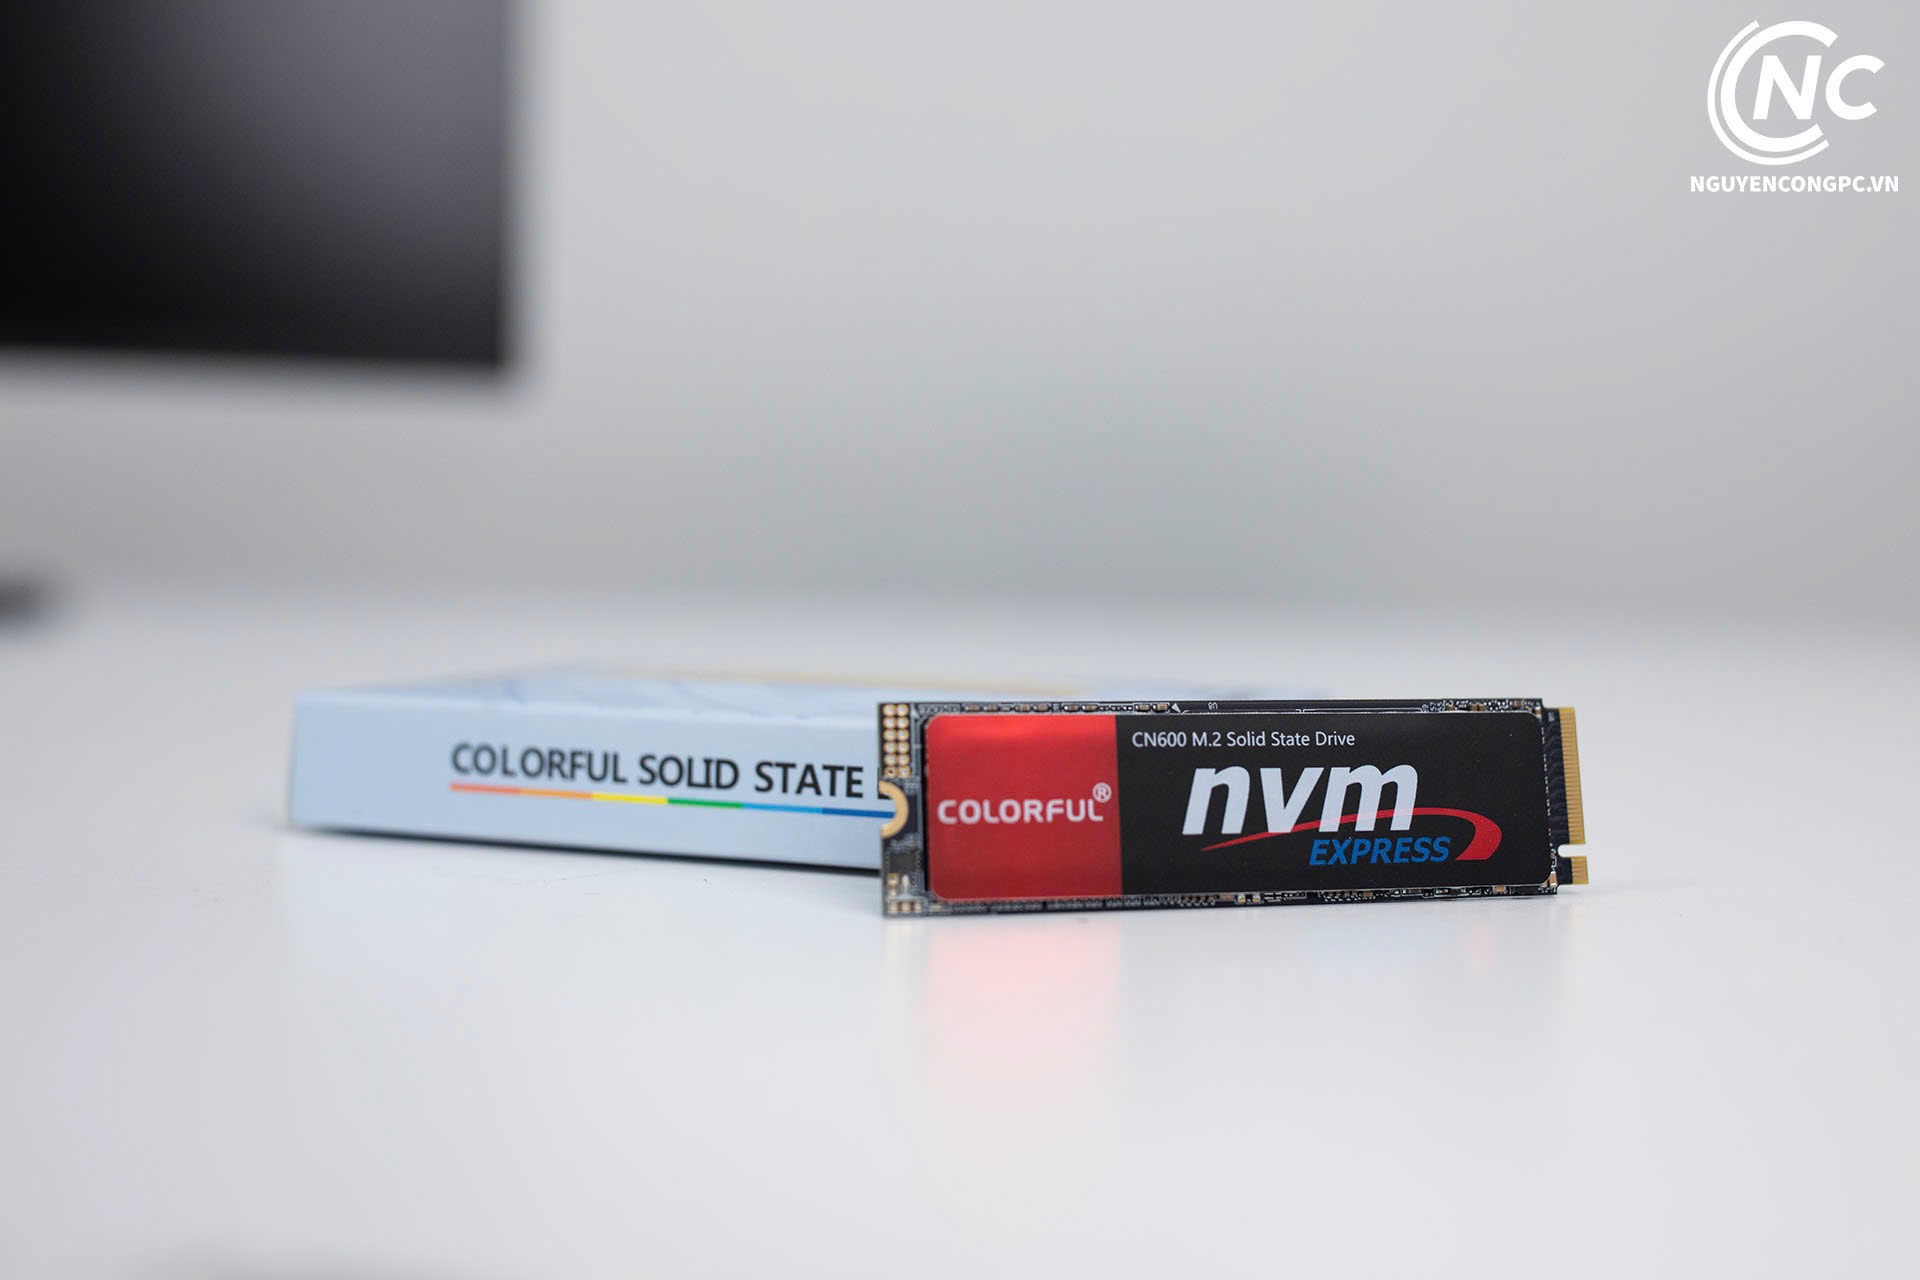 NC
NGUYENCONGPC.VN
COLORFUL SOLID STATE
CN600 M.2 Solid State Drive
COLORFUL®
nvm
EXPRESS